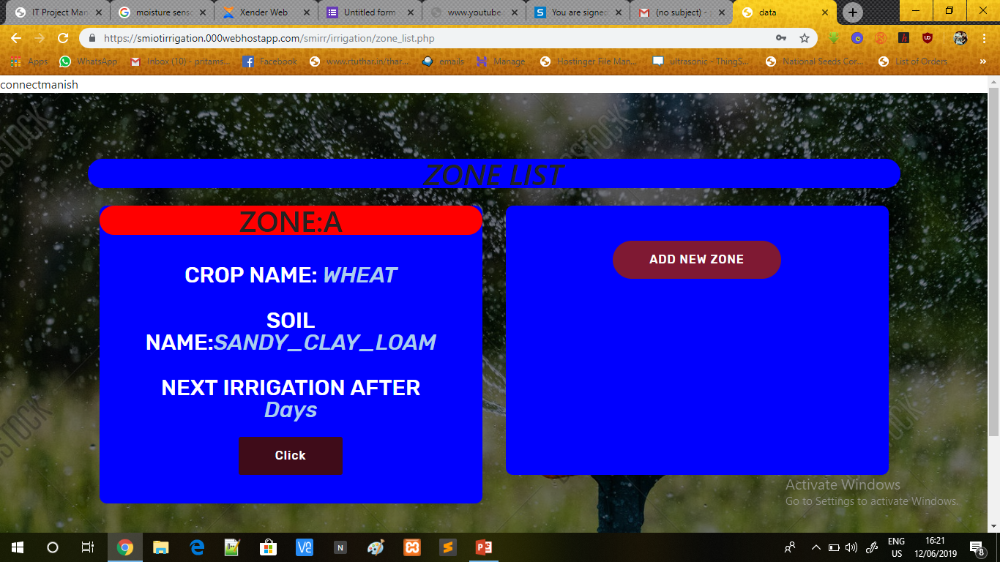 IT Project Man
moisture senso
Xender Web
Untitled form
www.youtube.
You are signed
(no subject) -
data
https://smiotirrigation.000webhostapp.com/smirr/irrigation/zone_list.php
Apps
WhatsApp
Inbox (10) - pritams...
Facebook
www.rtuthar.in/thar...
emails
Manage
Hostinger File Man...
ultrasonic - ThingS...
National Seeds Cor...
List of Orders
»
connectmanish
ZONE LIST
ZONE:A
CROP NAME: WHEAT
SOIL
NAME:SANDY_CLAY_LOAM
NEXT IRRIGATION AFTER
Days
Click
ADD NEW ZONE
Activate Windows
Go to Settings to activate Windows.
ENG
US
16:21
12/06/2019
8